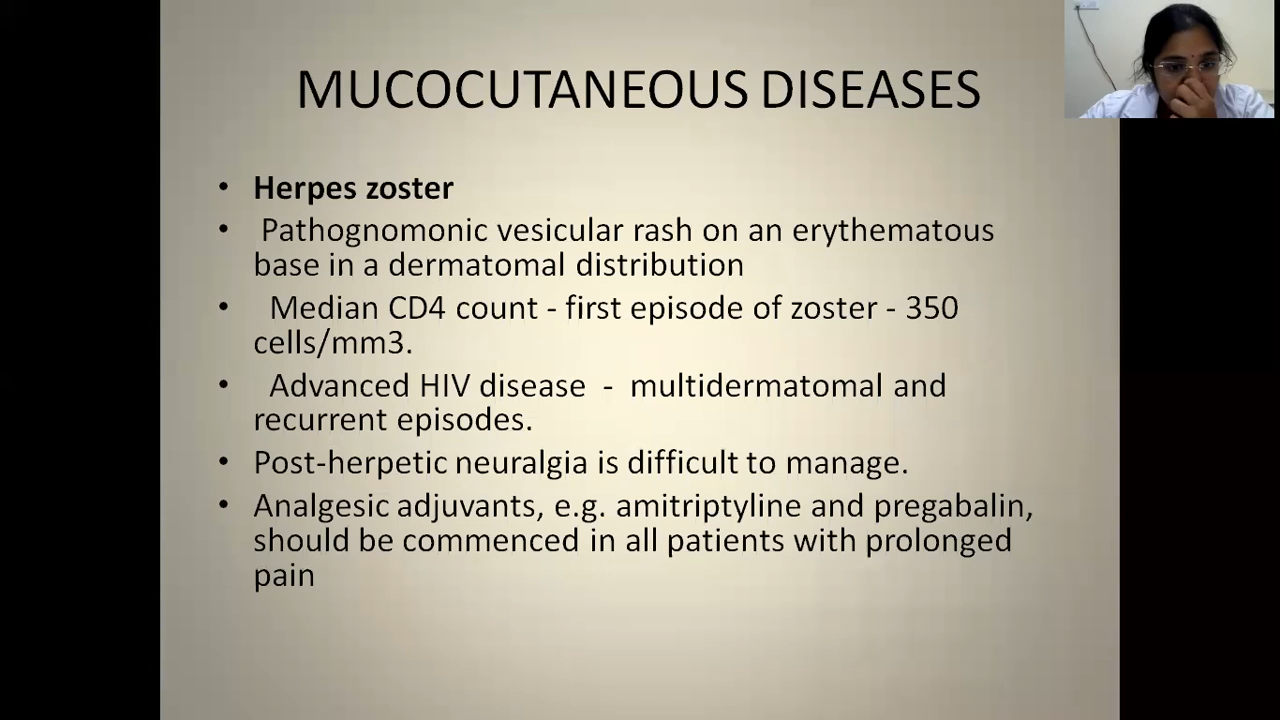 MUCOCUTANEOUS DISEASES
• Herpes zoster
• Pathognomonic vesicular rash on an erythematous
base in a dermatomal distribution
• Median CD4 count - first episode of zoster - 350
cells/mm3.
• Advanced HIV disease - multidermatomal and
recurrent episodes.
• Post-herpetic neuralgia is difficult to manage.
• Analgesic adjuvants, e.g. amitriptyline and pregabalin,
should be commenced in all patients with prolonged
pain